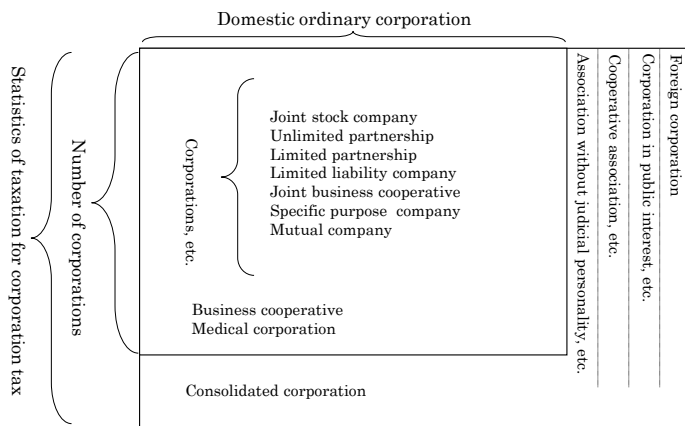 Domestic ordinary corporation
Statistics of taxation for corporation tax
Number of corporations
Corporations, etc.
Joint stock company
Unlimited partnership
Limited partnership
Limited liability company
Joint business cooperative
Specific purpose company
Mutual company
Business cooperative
Medical corporation
Consolidated corporation
Association without judicial personality, etc.
Cooperative association, etc.
Corporation in public interest, etc.
Foreign corporation